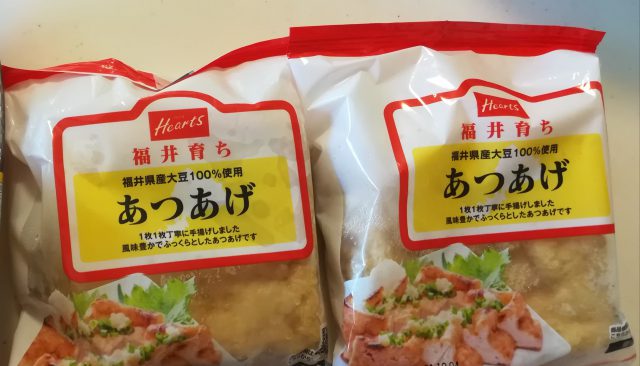 Hearts
福井育ち
福井県産大豆100%使用
あつあげ
1枚1枚丁寧に手揚げしました
風味豊かでふっくらとしたあつあげです
Hearts
福井育ち
福井県産大豆100%使用
あつあげ
1枚1枚丁寧に手揚げしました
風味豊かでふっくらとしたあつあげです